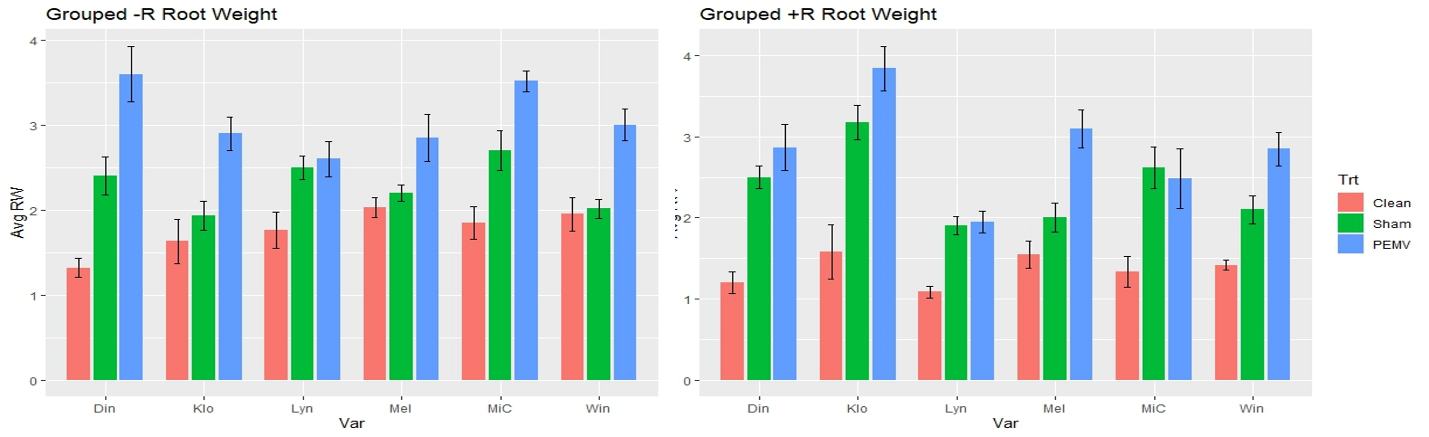 Grouped -R Root Weight
Avg RW
4
3
2
1
0
Din Klo Lyn Mel MiC Win
Var
Grouped +R Root Weight
4
3
2
1
0
Din Klo Lyn Mel MiC Win
Var
Trt
Clean
Sham
PEMV